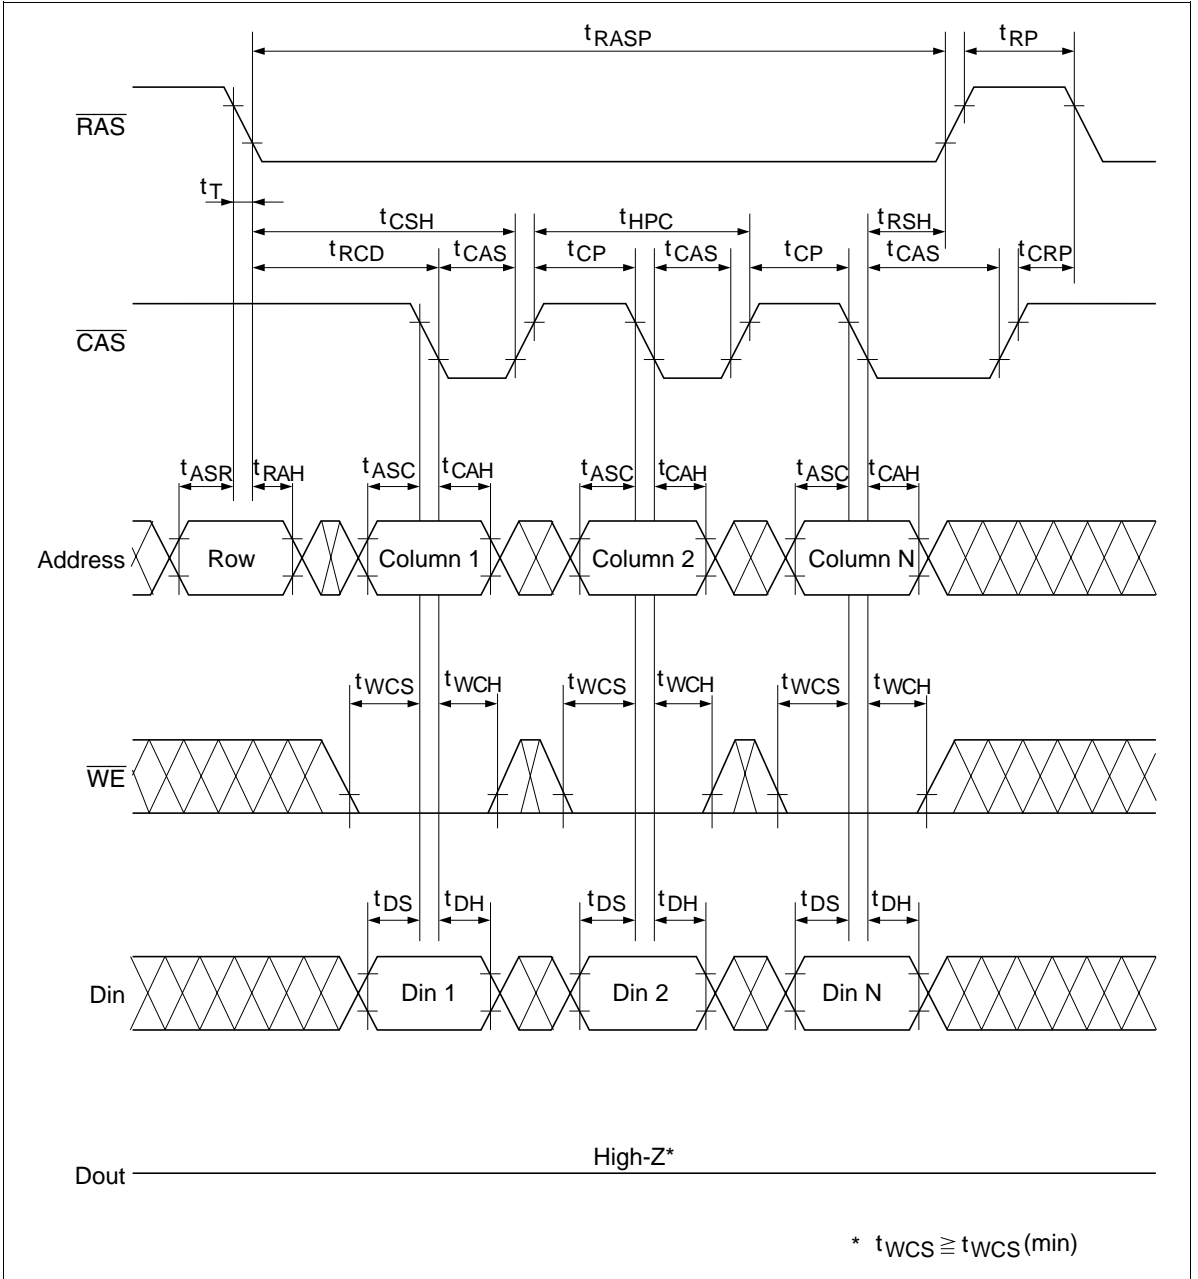 tRASP tRP
RAS
tT
tCSH tHPC tRSH
tRCD tCAS tCP tCAS tCP tCAS tCRP
CAS
tASR tRAH tASC tCAH tASC tCAH tASC tCAH
Address Row Column 1 Column 2 Column N
tWCS tWCH tWCS tWCH tWCS tWCH
WE
tDS tDH tDS tDH tDS tDH
Din Din 1 Din 2 Din N
High-Z*
Dout
* tWCS ≧ tWCS(min)